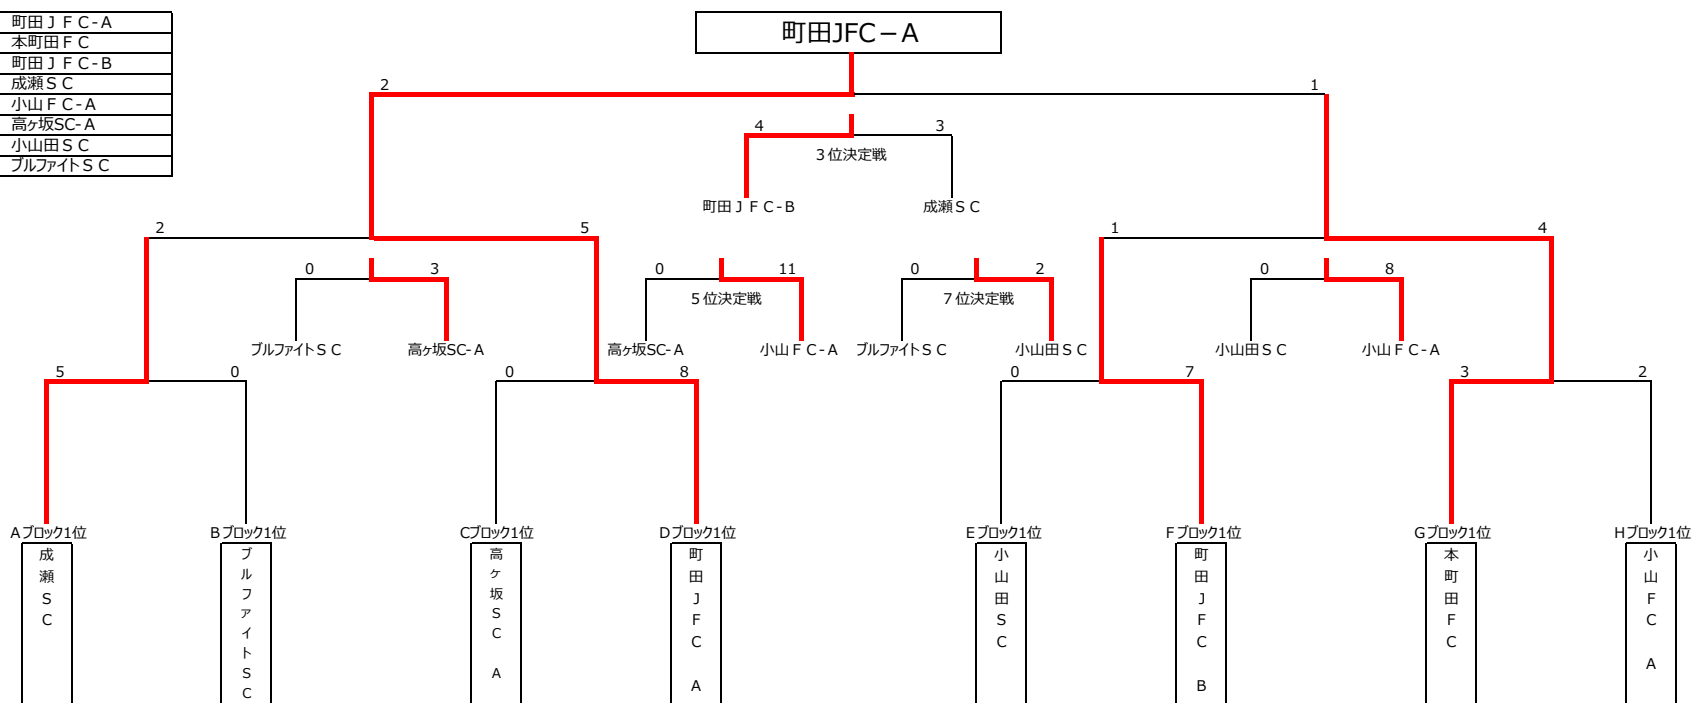 町田ＪＦＣ-Ａ
本町田ＦＣ
町田ＪＦＣ-Ｂ
成瀬ＳＣ
小山ＦＣ-Ａ
高ヶ坂SC-Ａ
小山田ＳＣ
ブルファイトＳＣ
町田JFC－A
2
1
4
3
３位決定戦
町田ＪＦＣ-Ｂ
成瀬ＳＣ
2
5
1
4
0
3
0
11
0
2
0
8
５位決定戦
７位決定戦
ブルファイトＳＣ
高ヶ坂SC-Ａ
高ヶ坂SC-Ａ
小山ＦＣ-Ａ
ブルファイトＳＣ
小山田ＳＣ
小山田ＳＣ
小山ＦＣ-Ａ
5
0
0
8
0
7
3
2
Ａブロック1位
Ｂブロック1位
Cブロック1位
Ｄブロック1位
Ｅブロック1位
Ｆブロック1位
Ｇブロック1位
Ｈブロック1位
成瀬ＳＣ
ブルファイトＳＣ
高ヶ坂ＳＣ　Ａ
町田ＪＦＣ　Ａ
小山田ＳＣ
町田ＪＦＣ　Ｂ
本町田ＦＣ
小山ＦＣ　Ａ